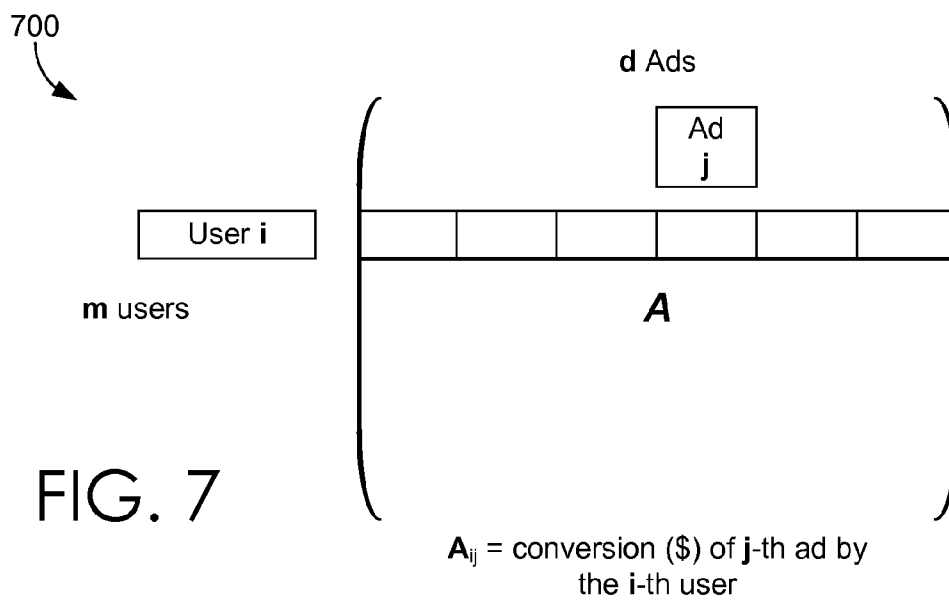 700
d Ads
Ad
j
User i
m users
A
FIG. 7
Aij = conversion ($) of j-th ad by
the i-th user